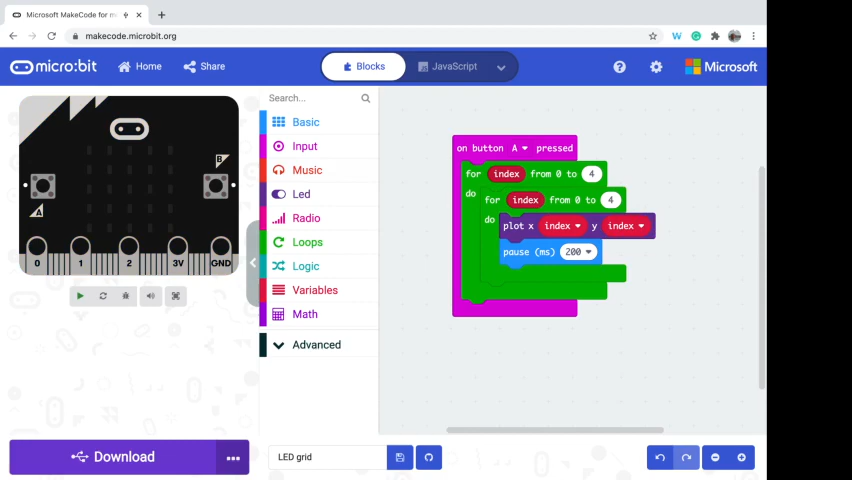 Microsoft MakeCode for m
makecode.microbit.org
W
micro:bit
Home
Share
Blocks
JavaScript
Microsoft
B
A
0 1 2 3V GND
Search...
Basic
Input
Music
Led
Radio
Loops
Logic
Variables
Math
Advanced
on button A pressed
for index from 0 to 4
do
for index from 0 to 4
do
plot x index y index
pause (ms) 200
Download
LED grid